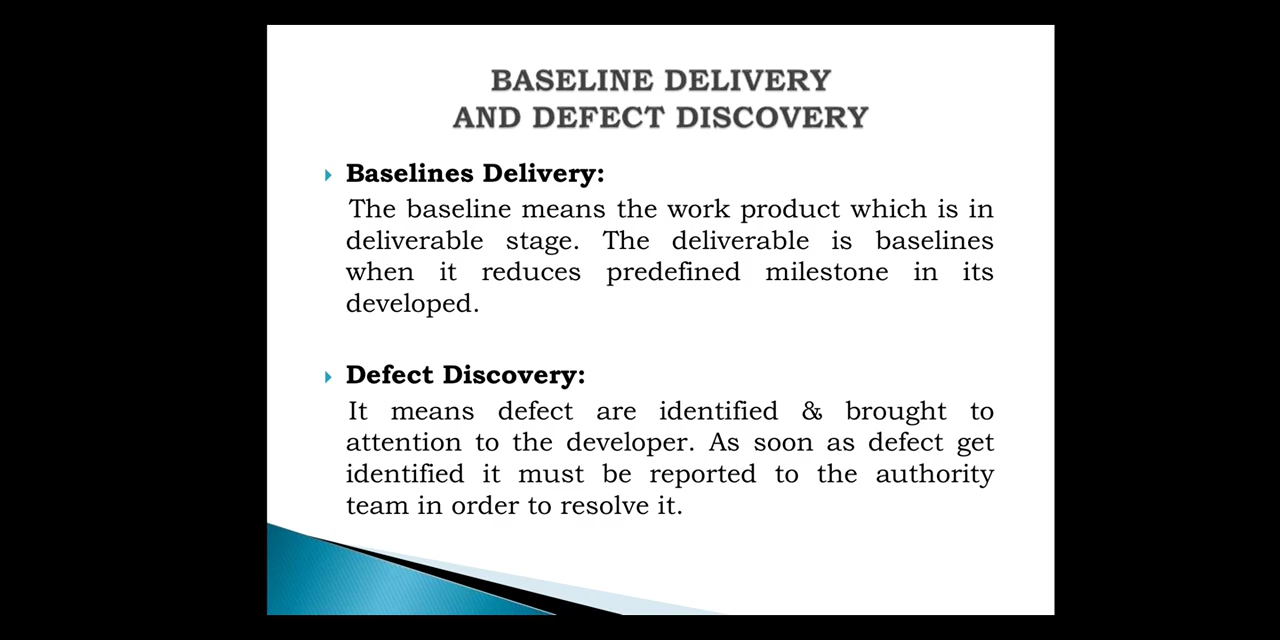 BASELINE DELIVERY
AND DEFECT DISCOVERY
Baselines Delivery:
The baseline means the work product which is in
deliverable stage. The deliverable is baselines
when it reduces predefined milestone in its
developed.
Defect Discovery:
It means defect are identified & brought to
attention to the developer. As soon as defect get
identified it must be reported to the authority
team in order to resolve it.